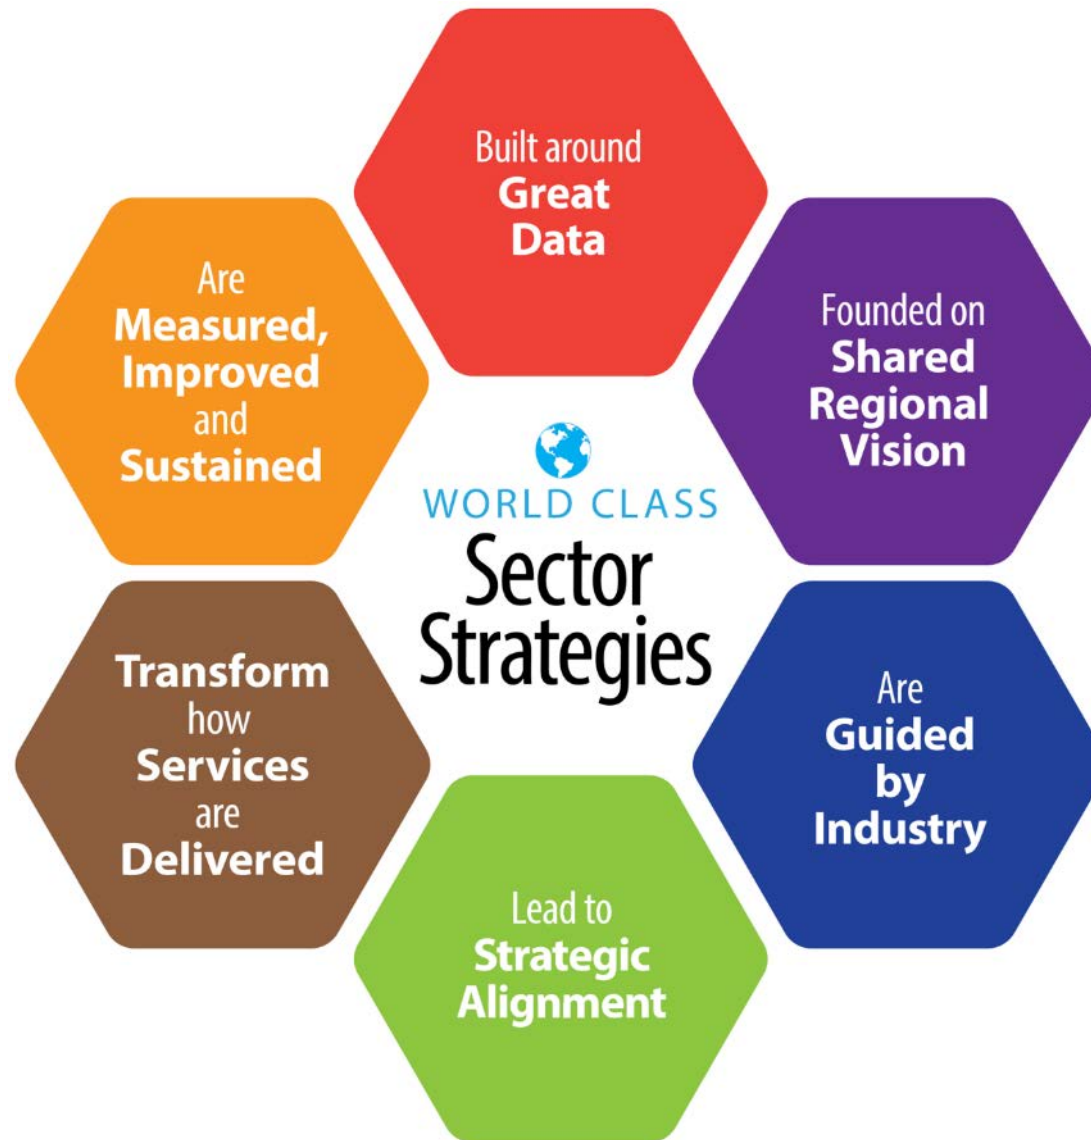 Built around
Great
Data
Founded on
Shared
Regional
Vision
Are
Guided
by
Industry
Lead to
Strategic
Alignment
Transform
how
Services
are
Delivered
Are
Measured,
Improved
and
Sustained
WORLD CLASS
Sector
Strategies